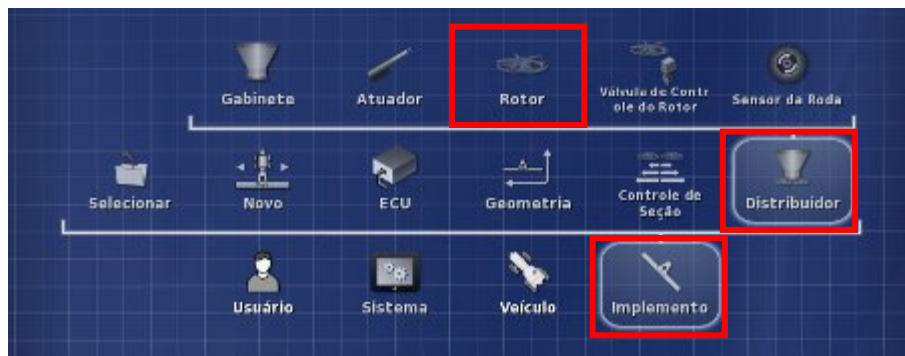 Gabinete
Atuador
Rotor
Válvula de Contr
ole do Rotor
Sensor da Roda
Selecionar
Novo
ECU
Geometria
Controle de
Seção
Distribuidor
Usuário
Sistema
Veículo
Implemento